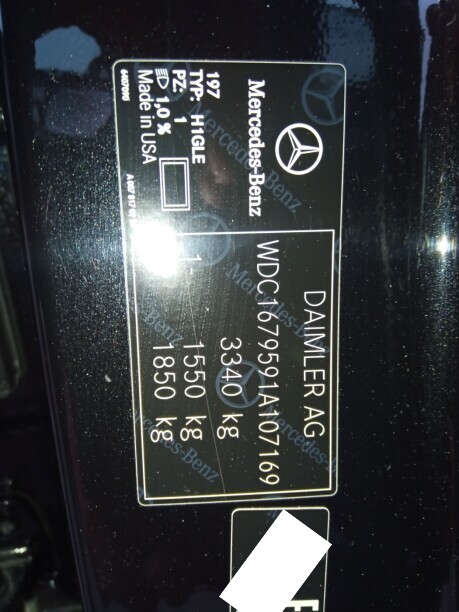 DAIMLER AG
WDC1679591A107169
3340 kg
1- 1550 kg
1850 kg
Mercedes-Benz
197
TYP: H1GLE
PZ: 1
1,0 %
Made in USA